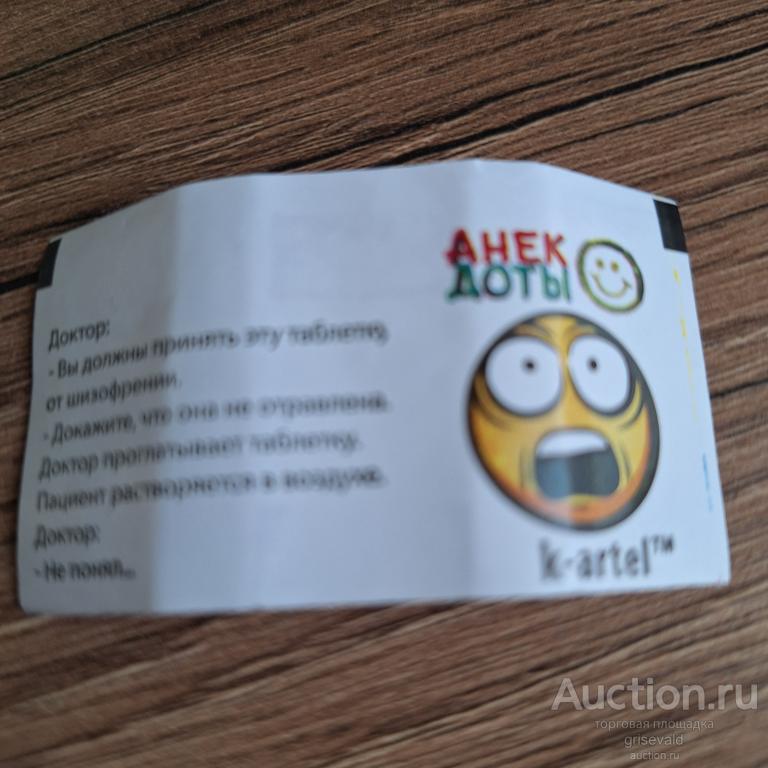 АНЕК
ДОТЫ
Доктор:
- Вы должны принять эту таблетку
от шизофрении.
- Докажите, что она не отравлена.
Доктор проглатывает таблетку.
Пациент растворяется в воздухе.
Доктор:
- Не понял...
k-artel™
Auction.ru
торговая площадка
grisevald
auction.ru